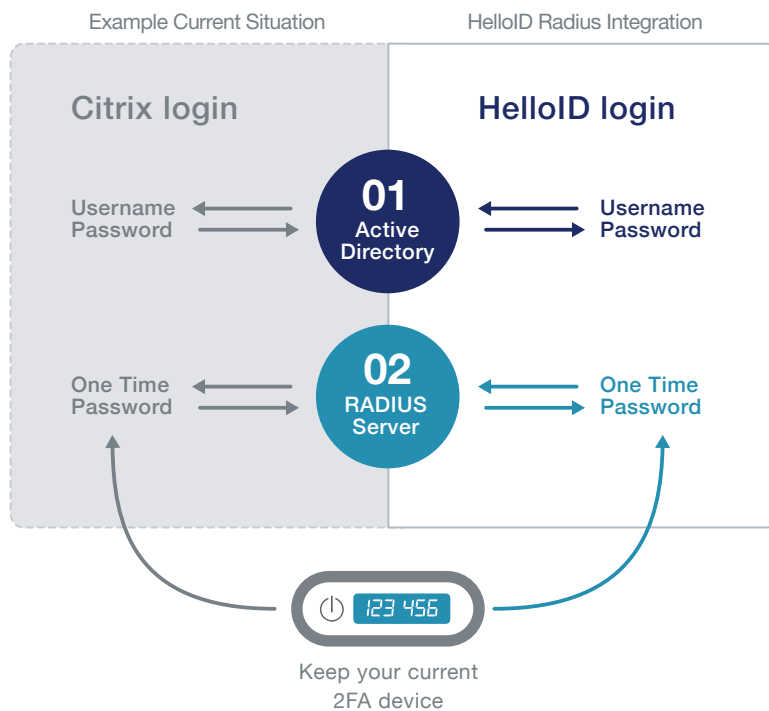 Example Current Situation
HelloID Radius Integration
Citrix login
HelloID login
Username
Password
01
Active
Directory
Username
Password
One Time
Password
02
RADIUS
Server
One Time
Password
123 456
Keep your current
2FA device